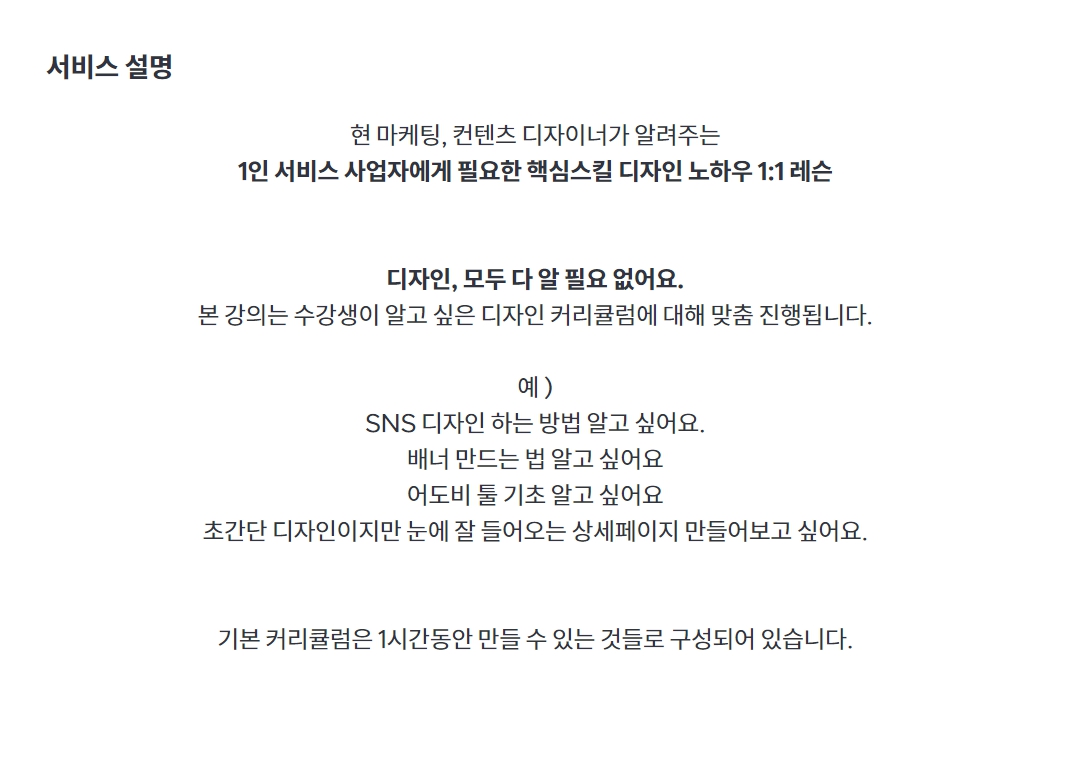 서비스 설명
현 마케팅, 컨텐츠 디자이너가 알려주는
1인 서비스 사업자에게 필요한 핵심스킬 디자인 노하우 1:1 레슨
디자인, 모두 다 알 필요 없어요.
본 강의는 수강생이 알고 싶은 디자인 커리큘럼에 대해 맞춤 진행됩니다.
예 )
SNS 디자인 하는 방법 알고 싶어요.
배너 만드는 법 알고 싶어요
어도비 툴 기초 알고 싶어요
초간단 디자인이지만 눈에 잘 들어오는 상세페이지 만들어보고 싶어요.
기본 커리큘럼은 1시간동안 만들 수 있는 것들로 구성되어 있습니다.